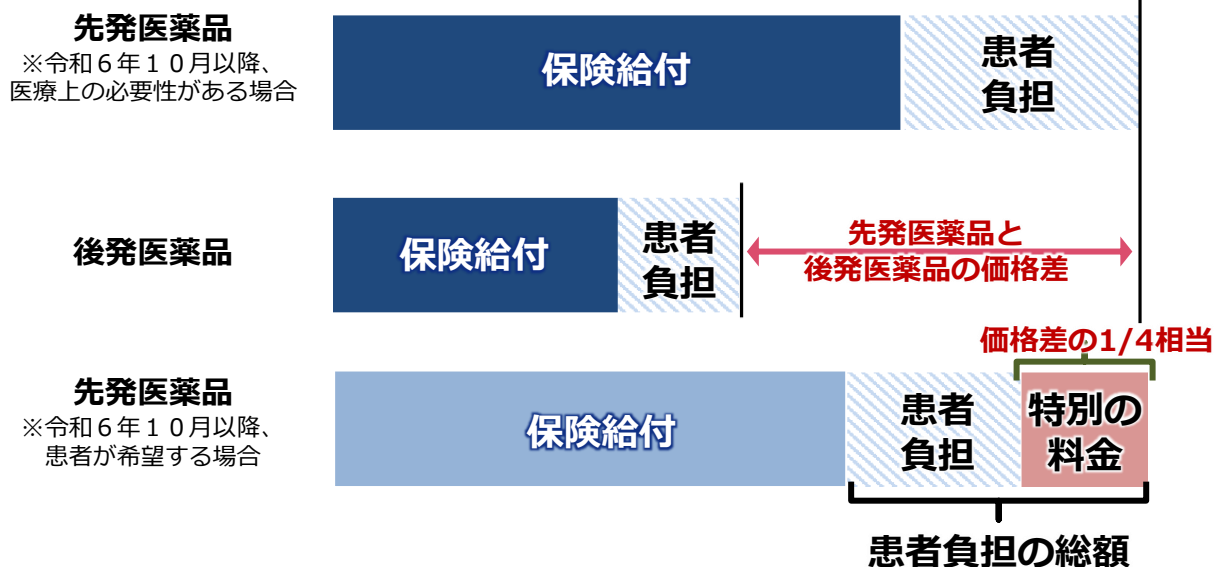 先発医薬品
※令和６年１０月以降、
医療上の必要性がある場合
保険給付
患者
負担
後発医薬品
保険給付
患者
負担
先発医薬品と
後発医薬品の価格差
価格差の1/4相当
先発医薬品
※令和６年１０月以降、
患者が希望する場合
保険給付
患者
負担
特別の
料金
患者負担の総額